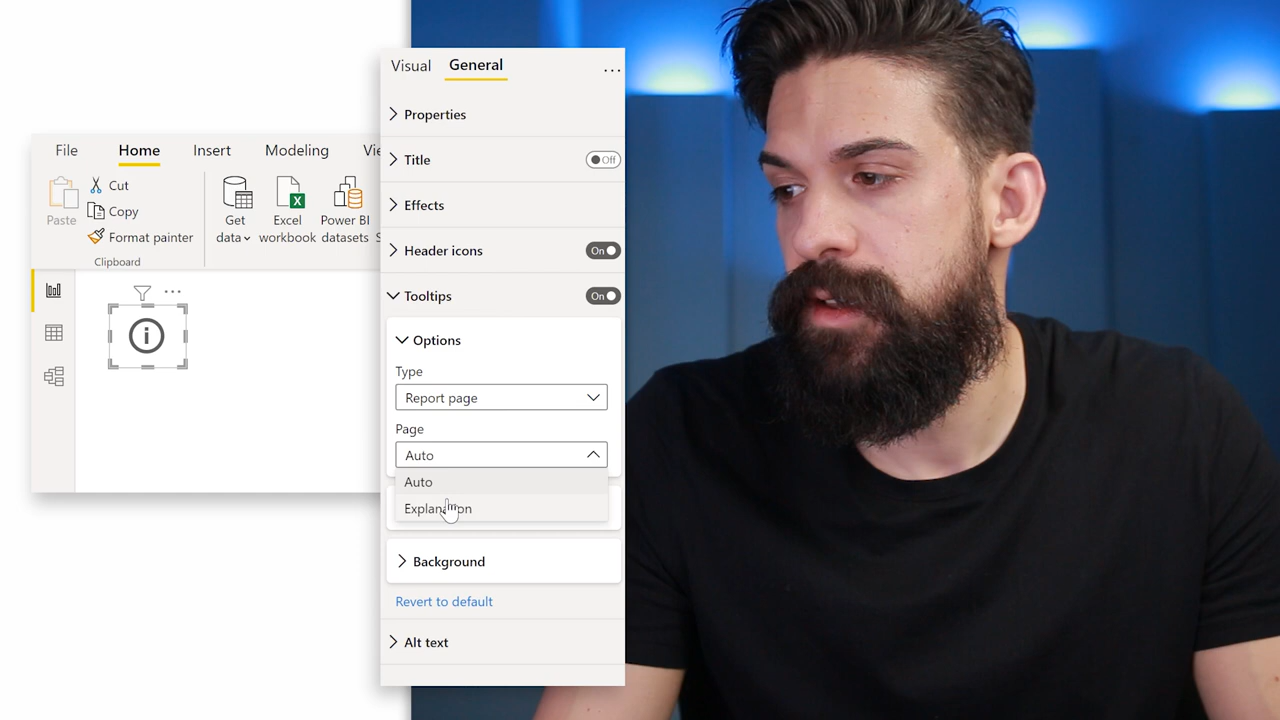 File Home Insert Modeling
Paste
Cut
Copy
Format painter
Clipboard
Get data
Excel workbook
Power BI datasets
Visual General
Properties
Title Off
Effects
Header icons On
Tooltips On
Options
Type
Report page
Page
Auto
Auto
Explanation
Background
Revert to default
Alt text